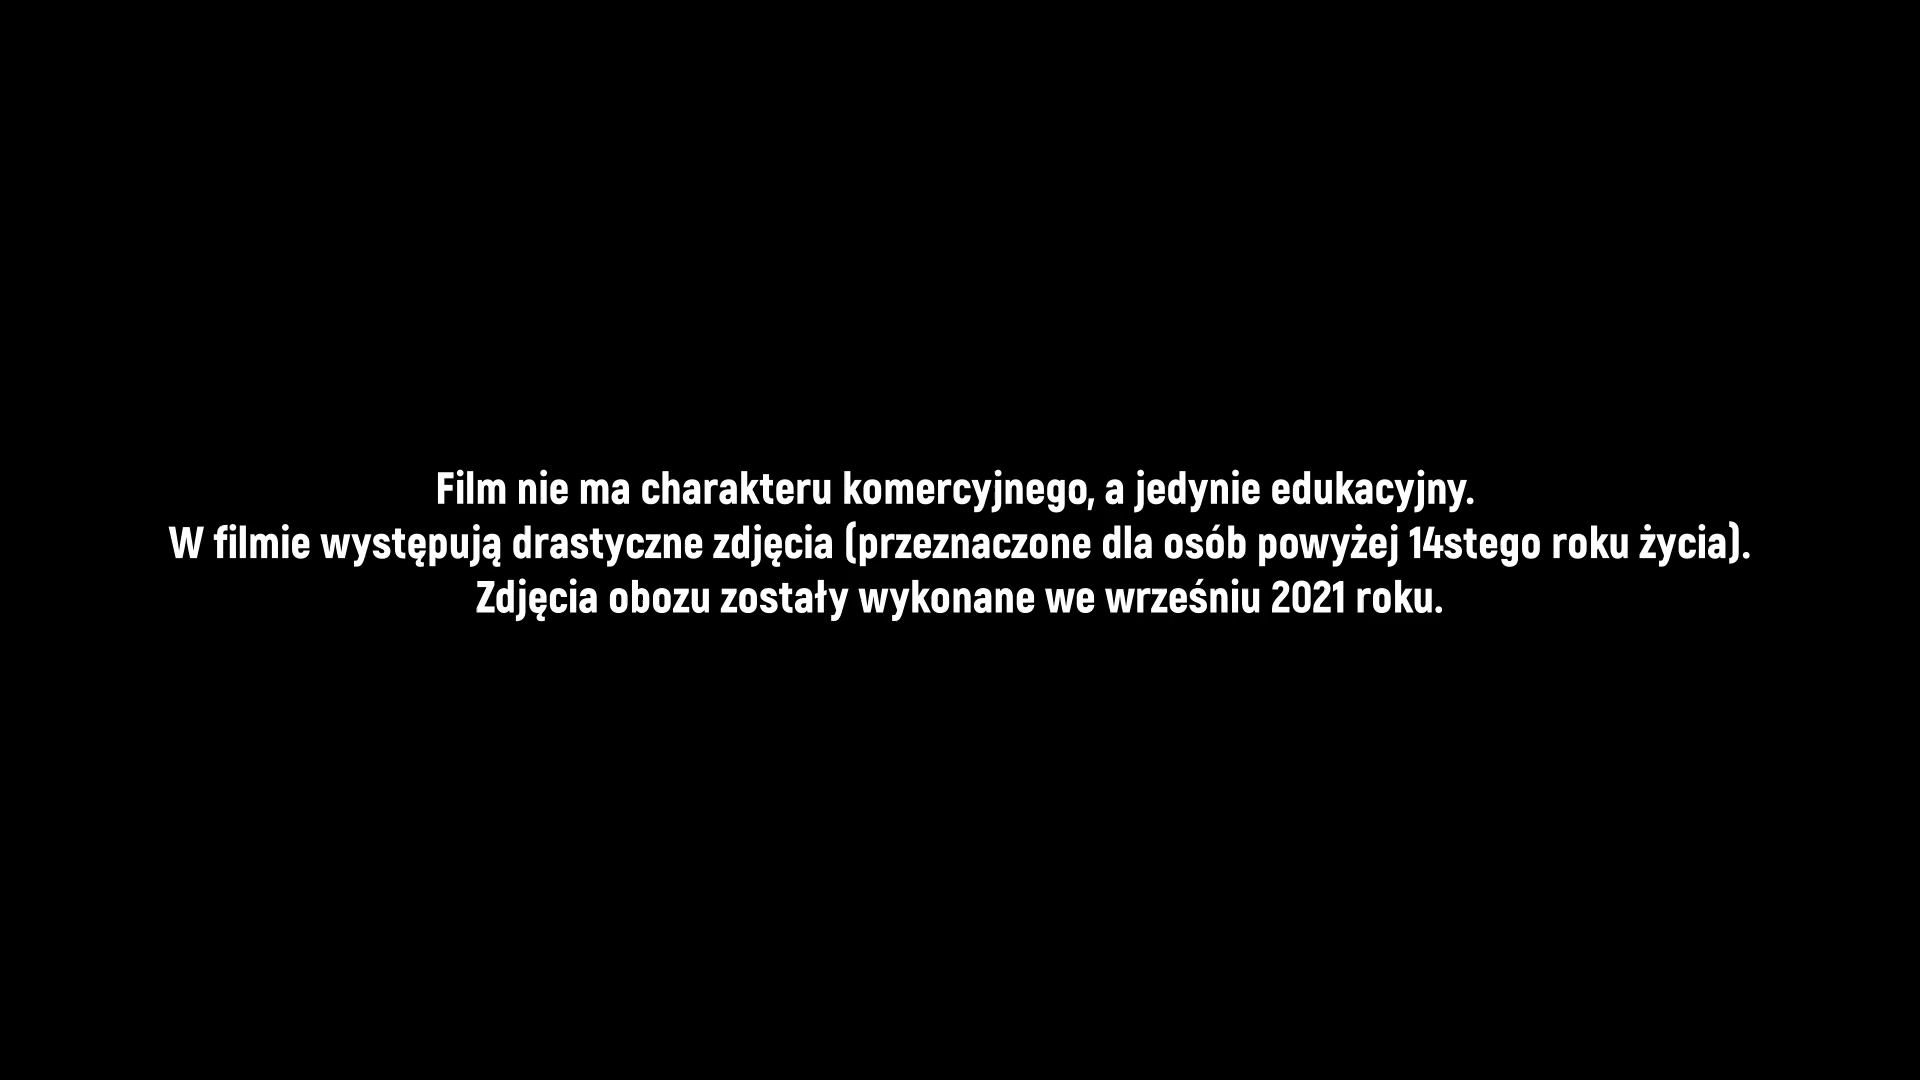 Film nie ma charakteru komercyjnego, a jedynie edukacyjny.
W filmie występują drastyczne zdjęcia (przeznaczone dla osób powyżej 14stego roku życia).
Zdjęcia obozu zostały wykonane we wrześniu 2021 roku.